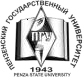 ПЕНЗЕНСКИЙ ГОСУДАРСТВЕННЫЙ УНИВЕРСИТЕТ
ПГУ
1943
PENZA STATE UNIVERSITY